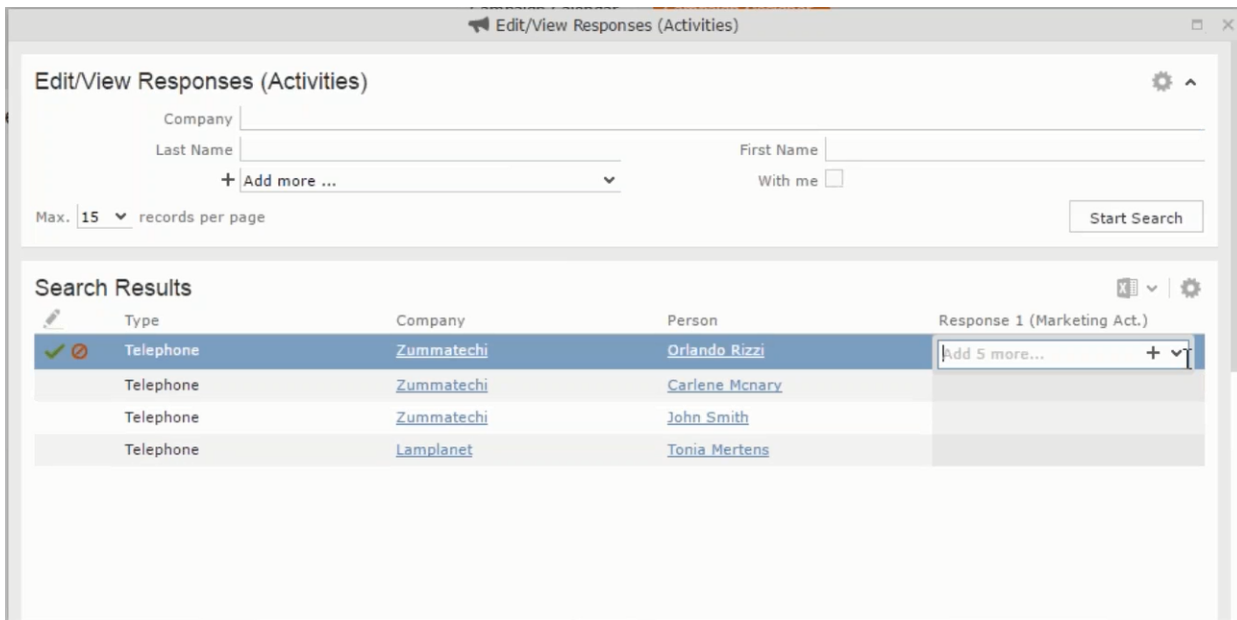 Edit/View Responses (Activities)
Edit/View Responses (Activities)
Company
Last Name First Name
+ Add more ... With me
Max. 15 records per page Start Search
Search Results
Type Company Person Response 1 (Marketing Act.)
Telephone Zummatechi Orlando Rizzi Add 5 more... +
Telephone Zummatechi Carlene Mcnary
Telephone Zummatechi John Smith
Telephone Lamplanet Tonia Mertens